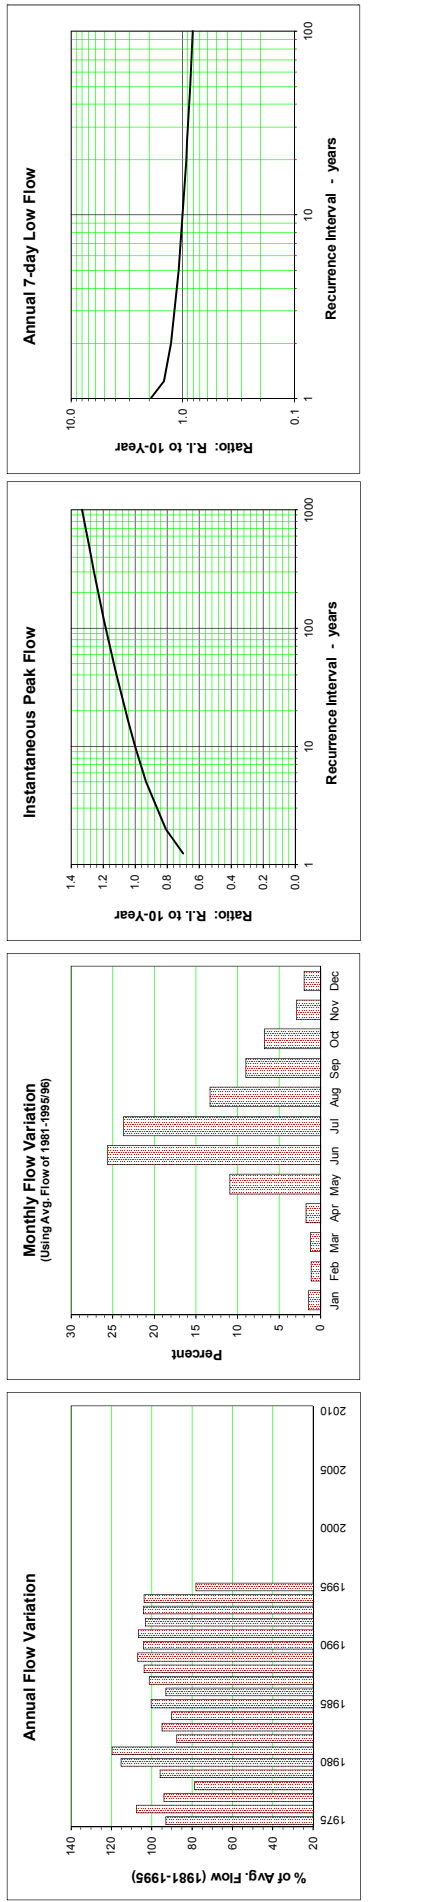 Annual Flow Variation
% of Avg. Flow (1981-1995)
140
120
100
80
60
40
20
1975
1980
1985
1990
1995
2000
2005
2010
Monthly Flow Variation
(Using Avg. Flow of 1981-1995/96)
Percent
30
25
20
15
10
5
0
Jan Feb Mar Apr May Jun Jul Aug Sep Oct Nov Dec
Instantaneous Peak Flow
Ratio: R.I. to 10-Year
1.4
1.2
1.0
0.8
0.6
0.4
0.2
0.0
1 10 100 1000
Recurrence Interval - years
Annual 7-day Low Flow
Ratio: R.I. to 10-Year
10.0
1.0
0.1
1 10 100
Recurrence Interval - years